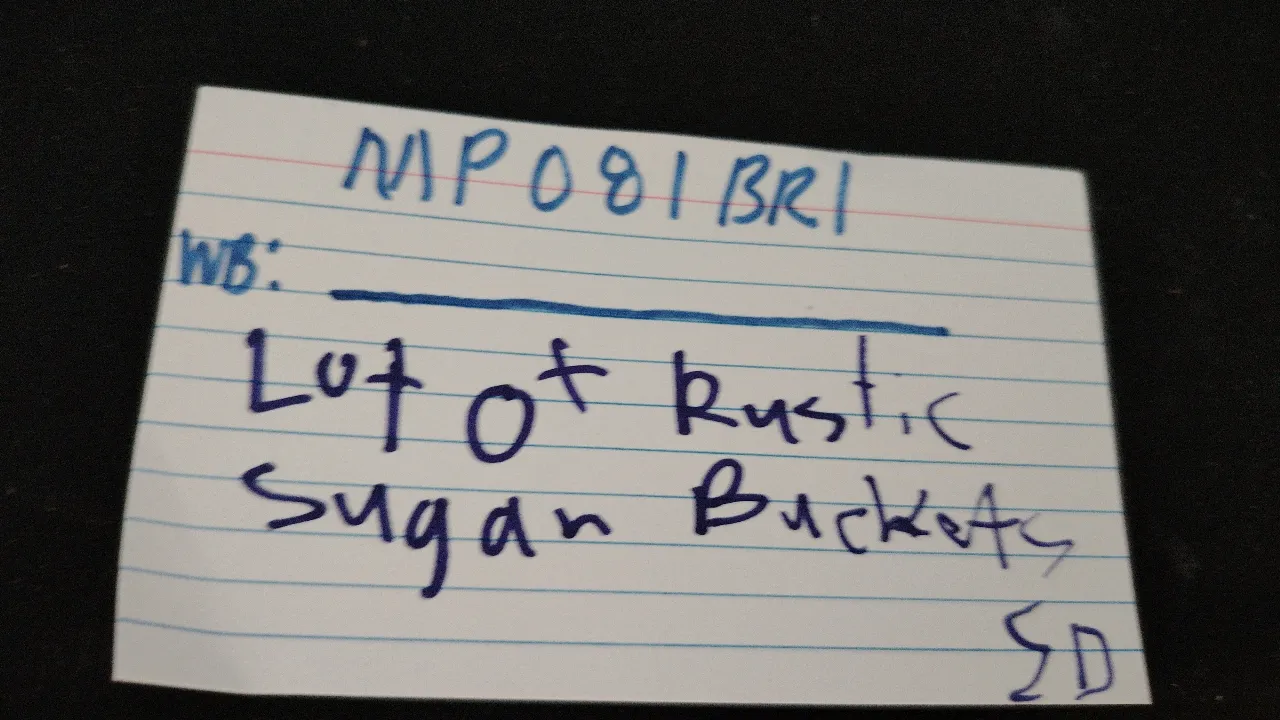 MP081BR1
WB:
Lot of Rustic
Sugar Buckets
SD